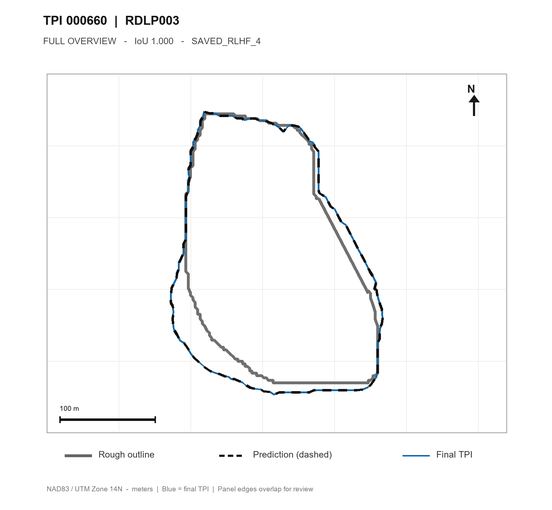 TPI 000660 | RDLP003
FULL OVERVIEW - IoU 1.000 - SAVED_RLHF_4
N
100 m
Rough outline
Prediction (dashed)
Final TPI
NAD83 / UTM Zone 14N - meters | Blue = final TPI | Panel edges overlap for review